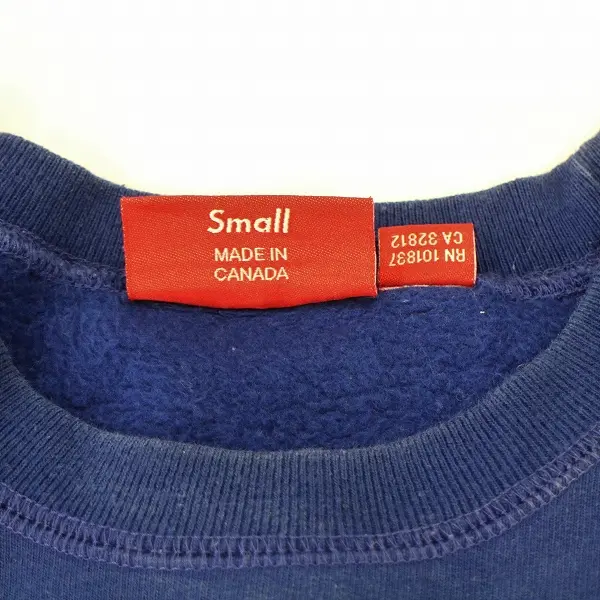 Small
MADE IN
CANADA
RN 101837
CA 32812